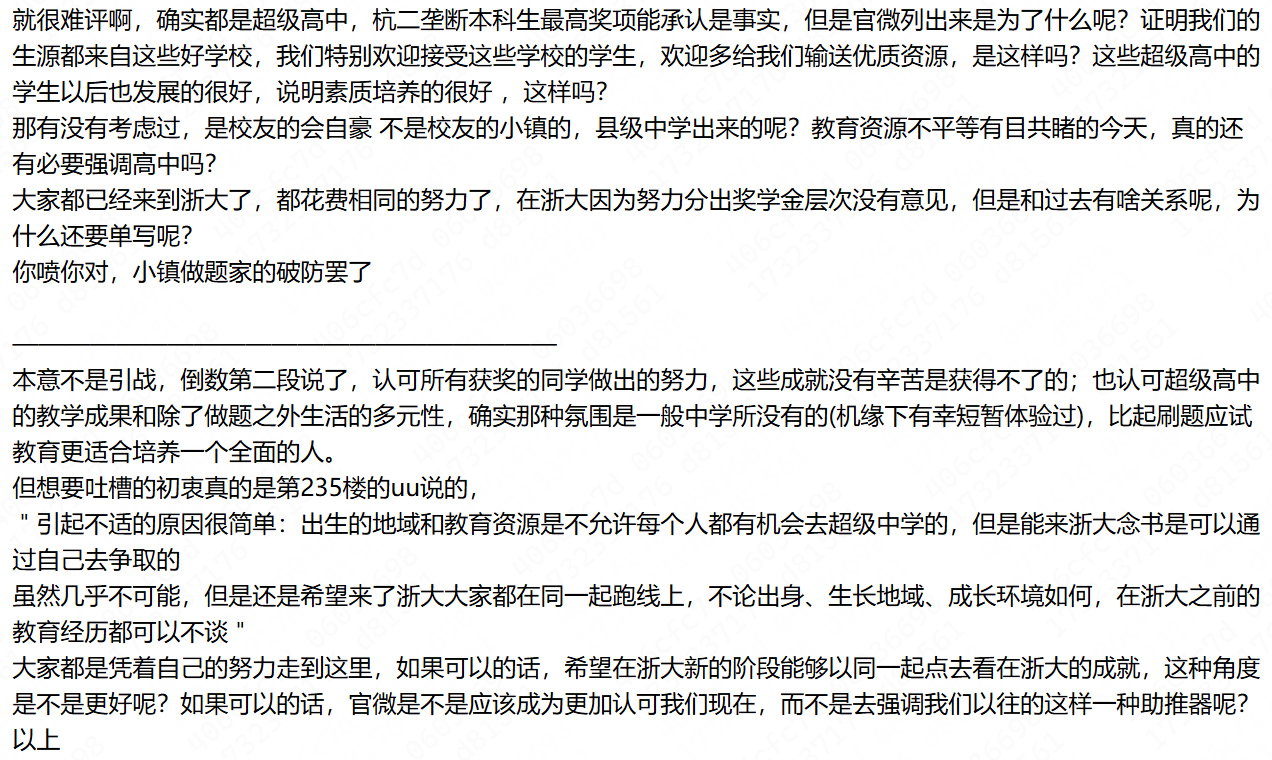 就很难评啊，确实都是超级高中，杭二垄断本科生最高奖项能承认是事实，但是官微列出来是为了什么呢？证明我们的
生源都来自这些好学校，我们特别欢迎接受这些学校的学生，欢迎多给我们输送优质资源，是这样吗？这些超级高中的
学生以后也发展的很好，说明素质培养的很好 ，这样吗？
那有没有考虑过，是校友的会自豪 不是校友的小镇的，县级中学出来的呢？教育资源不平等有目共睹的今天，真的还
有必要强调高中吗？
大家都已经来到浙大了，都花费相同的努力了，在浙大因为努力分出奖学金层次没有意见，但是和过去有啥关系呢，为
什么还要单写呢？
你喷你对，小镇做题家的破防罢了
————————————————————————
本意不是引战，倒数第二段说了，认可所有获奖的同学做出的努力，这些成就没有辛苦是获得不了的；也认可超级高中
的教学成果和除了做题之外生活的多元性，确实那种氛围是一般中学所没有的(机缘下有幸短暂体验过)，比起刷题应试
教育更适合培养一个全面的人。
但想要吐槽的初衷真的是第235楼的uu说的，
＂引起不适的原因很简单：出生的地域和教育资源是不允许每个人都有机会去超级中学的，但是能来浙大念书是可以通
过自己去争取的
虽然几乎不可能，但是还是希望来了浙大大家都在同一起跑线上，不论出身、生长地域、成长环境如何，在浙大之前的
教育经历都可以不谈＂
大家都是凭着自己的努力走到这里，如果可以的话，希望在浙大新的阶段能够以同一起点去看在浙大的成就，这种角度
是不是更好呢？如果可以的话，官微是不是应该成为更加认可我们现在，而不是去强调我们以往的这样一种助推器呢？
以上